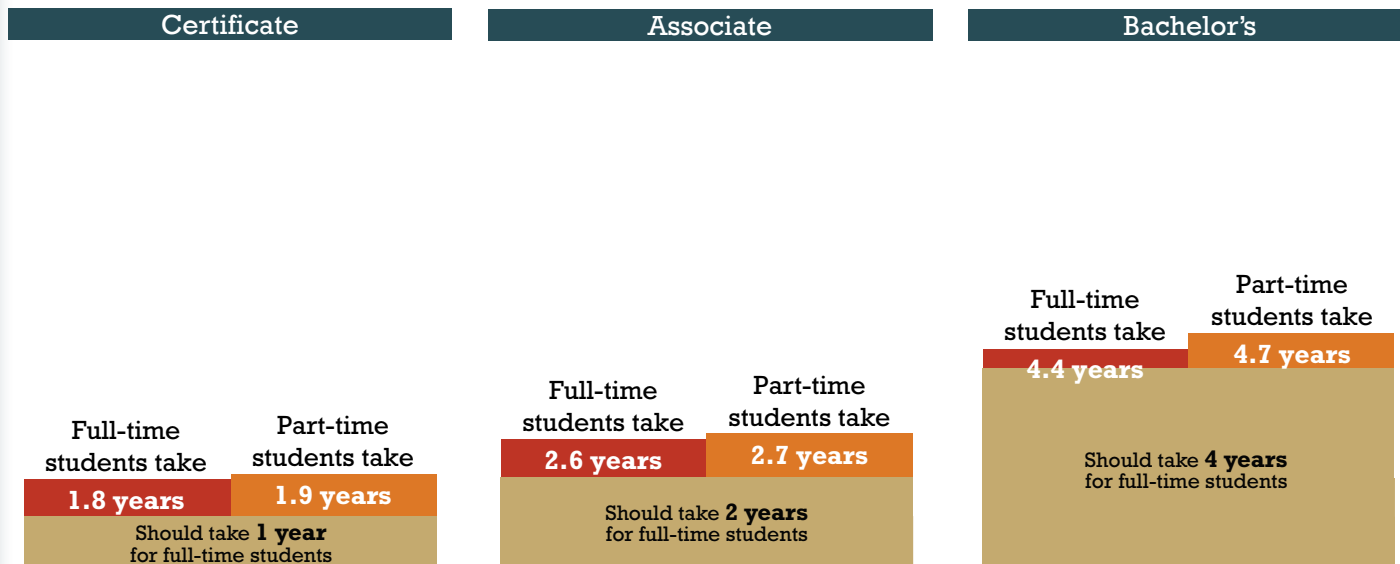 Certificate
Full-time
students take
1.8 years
Part-time
students take
1.9 years
Should take 1 year
for full-time students
Associate
Full-time
students take
2.6 years
Part-time
students take
2.7 years
Should take 2 years
for full-time students
Bachelor’s
Full-time
students take
4.4 years
Part-time
students take
4.7 years
Should take 4 years
for full-time students